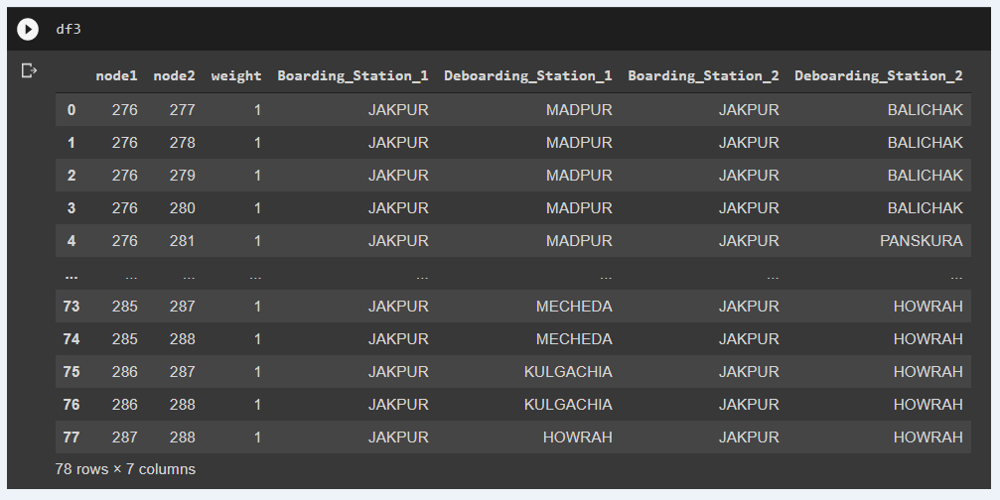 df3
node1 node2 weight Boarding_Station_1 Deboarding_Station_1 Boarding_Station_2 Deboarding_Station_2
0 276 277 1 JAKPUR MADPUR JAKPUR BALICHAK
1 276 278 1 JAKPUR MADPUR JAKPUR BALICHAK
2 276 279 1 JAKPUR MADPUR JAKPUR BALICHAK
3 276 280 1 JAKPUR MADPUR JAKPUR BALICHAK
4 276 281 1 JAKPUR MADPUR JAKPUR PANSKURA
... ... ... ... ... ... ... ...
73 285 287 1 JAKPUR MECHEDA JAKPUR HOWRAH
74 285 288 1 JAKPUR MECHEDA JAKPUR HOWRAH
75 286 287 1 JAKPUR KULGACHIA JAKPUR HOWRAH
76 286 288 1 JAKPUR KULGACHIA JAKPUR HOWRAH
77 287 288 1 JAKPUR HOWRAH JAKPUR HOWRAH
78 rows × 7 columns